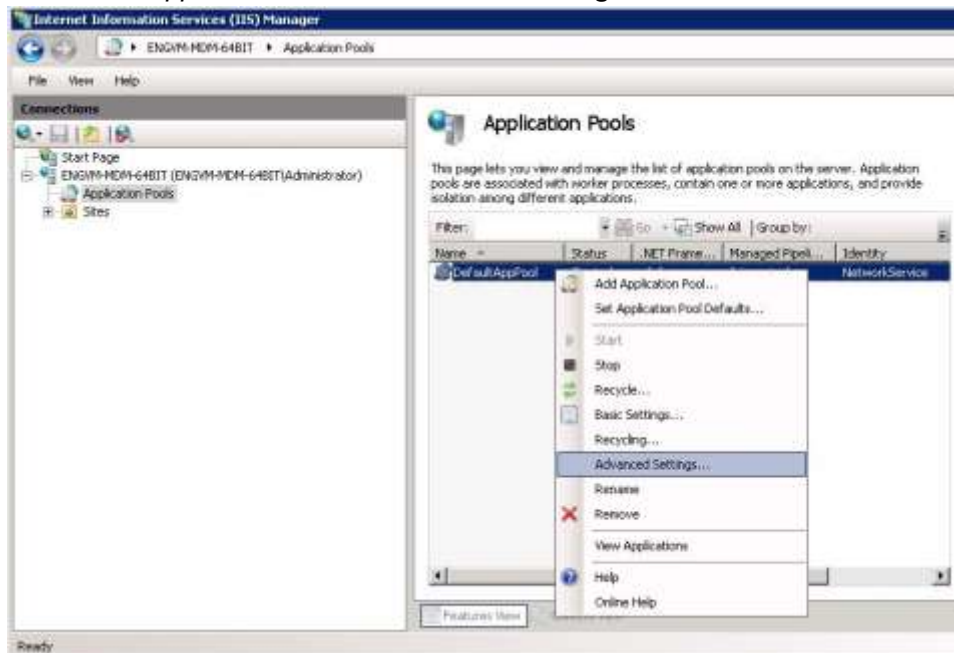 Internet Information Services (IIS) Manager
ENGVM-MDM-64BIT Application Pools
File View Help
Connections
Start Page
ENGVM-MDM-64BIT (ENGVM-MDM-64BIT\Administrator)
Application Pools
Sites
Application Pools
This page lets you view and manage the list of application pools on the server. Application
pools are associated with worker processes, contain one or more applications, and provide
isolation among different applications.
Filter: Go Show All Group by:
Name Status .NET Frame... Managed Pipeli... Identity
DefaultAppPool NetworkService
Add Application Pool...
Set Application Pool Defaults...
Start
Stop
Recycle...
Basic Settings...
Recycling...
Advanced Settings...
Rename
Remove
View Applications
Help
Online Help
Features View
Ready